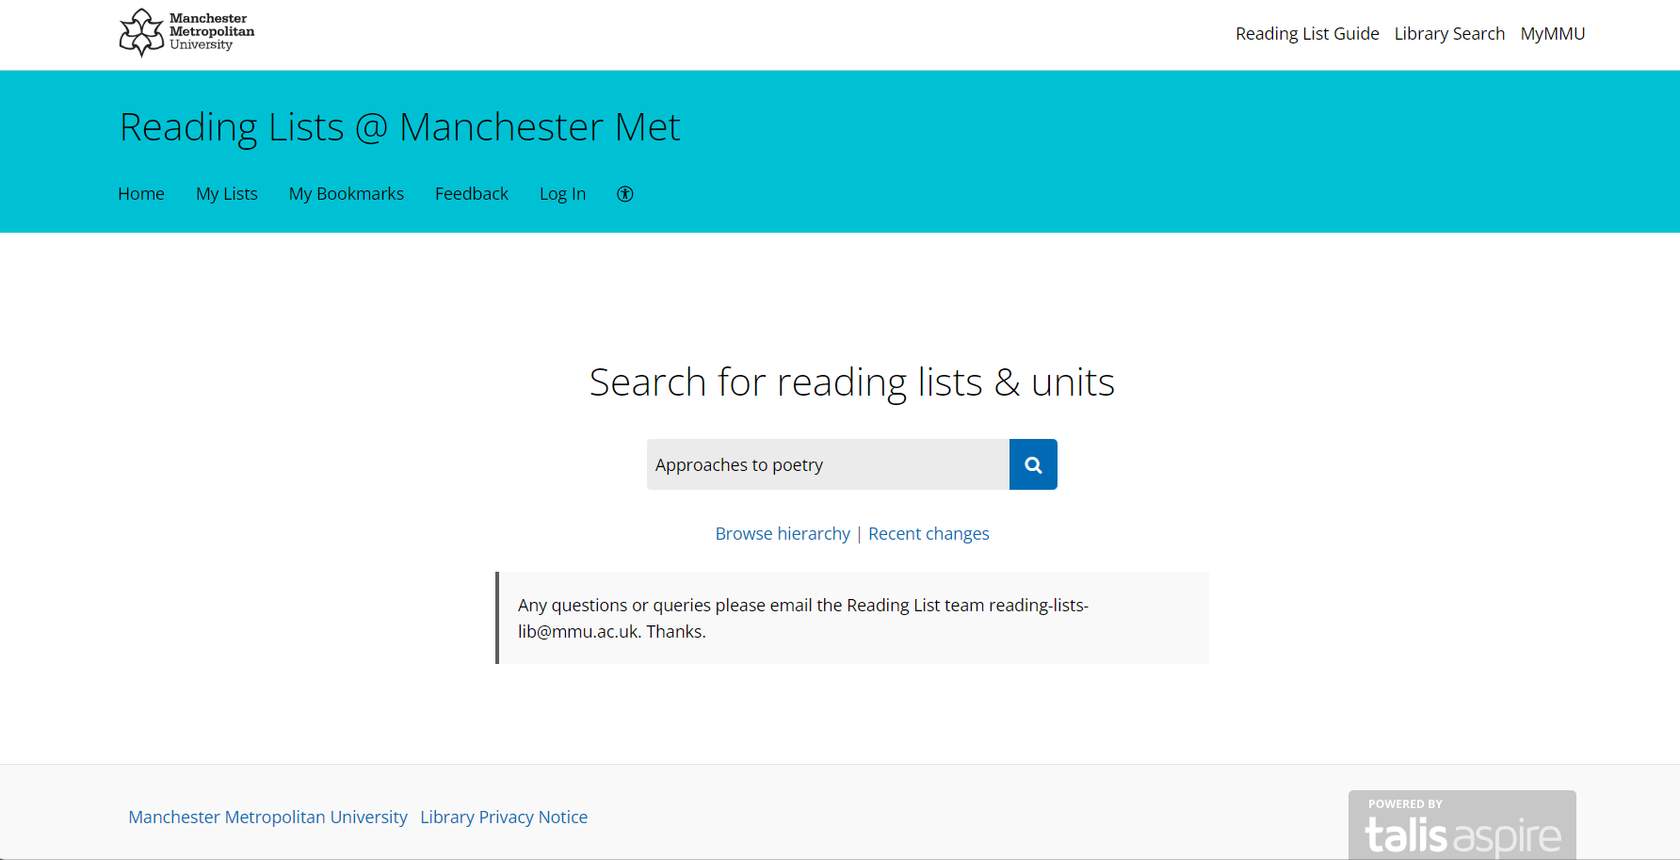 Manchester
Metropolitan
University
Reading List Guide Library Search MyMMU
Reading Lists @ Manchester Met
Home My Lists My Bookmarks Feedback Log In
Search for reading lists & units
Approaches to poetry
Browse hierarchy | Recent changes
Any questions or queries please email the Reading List team reading-lists-
lib@mmu.ac.uk. Thanks.
Manchester Metropolitan University Library Privacy Notice
POWERED BY
talis aspire